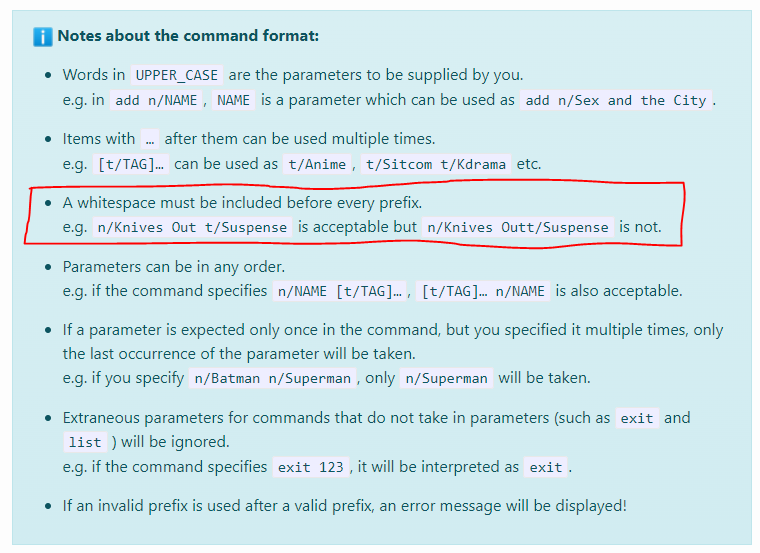 Notes about the command format:
Words in UPPER_CASE are the parameters to be supplied by you.
e.g. in add n/NAME, NAME is a parameter which can be used as add n/Sex and the City.
Items with … after them can be used multiple times.
e.g. [t/TAG]… can be used as t/Anime, t/Sitcom t/Kdrama etc.
A whitespace must be included before every prefix.
e.g. n/Knives Out t/Suspense is acceptable but n/Knives Outt/Suspense is not.
Parameters can be in any order.
e.g. if the command specifies n/NAME [t/TAG]…, [t/TAG]… n/NAME is also acceptable.
If a parameter is expected only once in the command, but you specified it multiple times, only
the last occurrence of the parameter will be taken.
e.g. if you specify n/Batman n/Superman, only n/Superman will be taken.
Extraneous parameters for commands that do not take in parameters (such as exit and
list ) will be ignored.
e.g. if the command specifies exit 123, it will be interpreted as exit.
If an invalid prefix is used after a valid prefix, an error message will be displayed!